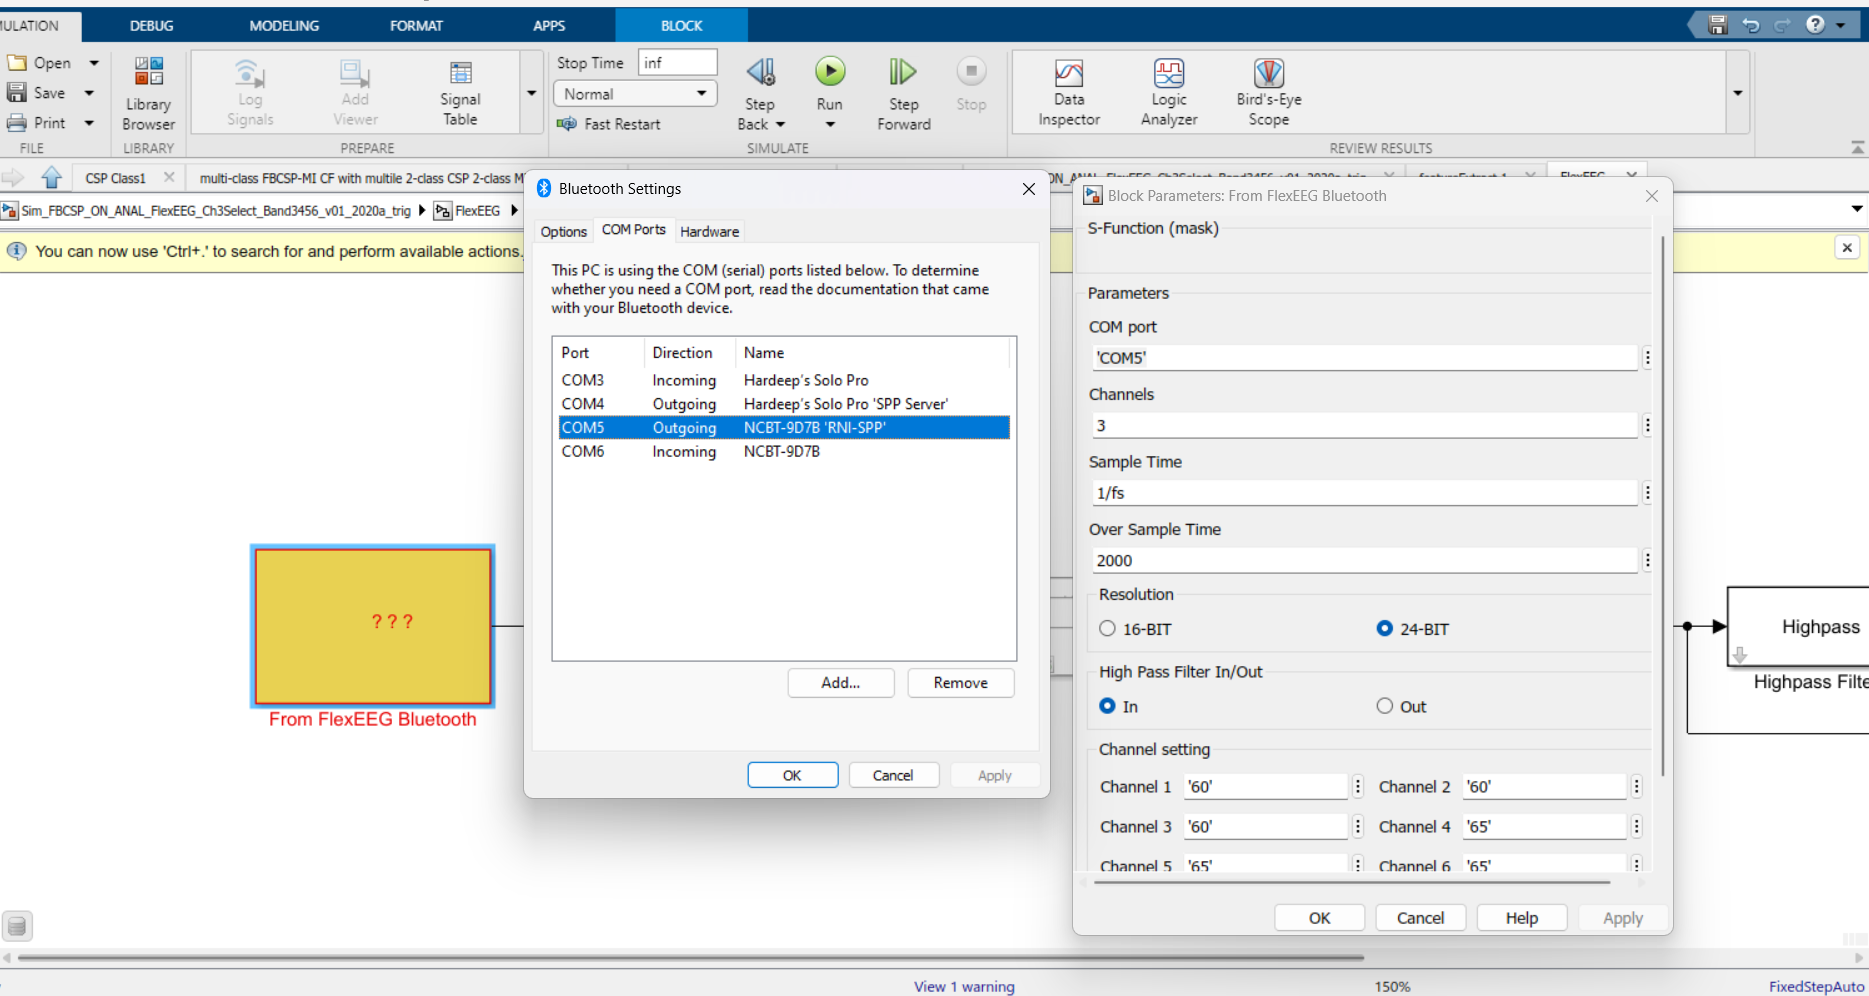 DEBUG
MODELING
FORMAT
APPS
BLOCK
Open
Save
Print
FILE
Library
Browser
LIBRARY
Log
Signals
Add
Viewer
Signal
Table
PREPARE
Stop Time inf
Normal
Fast Restart
Step
Back
Run
Step
Forward
Stop
SIMULATE
Data
Inspector
Logic
Analyzer
Bird's-Eye
Scope
REVIEW RESULTS
CSP Class1
multi-class FBCSP-MI CF with multile 2-class CSP 2-class M
Sim_FBCSP_ON_ANAL_FlexEEG_Ch3Select_Band3456_v01_2020a_trig
FlexEEG
You can now use 'Ctrl+.' to search for and perform available actions.
? ? ?
From FlexEEG Bluetooth
Bluetooth Settings
Options
COM Ports
Hardware
This PC is using the COM (serial) ports listed below. To determine
whether you need a COM port, read the documentation that came
with your Bluetooth device.
Port Direction Name
COM3 Incoming Hardeep's Solo Pro
COM4 Outgoing Hardeep's Solo Pro 'SPP Server'
COM5 Outgoing NCBT-9D7B 'RNI-SPP'
COM6 Incoming NCBT-9D7B
Add...
Remove
OK
Cancel
Apply
Block Parameters: From FlexEEG Bluetooth
S-Function (mask)
Parameters
COM port
'COM5'
Channels
3
Sample Time
1/fs
Over Sample Time
2000
Resolution
16-BIT
24-BIT
High Pass Filter In/Out
In
Out
Channel setting
Channel 1 '60'
Channel 2 '60'
Channel 3 '60'
Channel 4 '65'
Channel 5 '65'
Channel 6 '65'
OK
Cancel
Help
Apply
Highpass
Highpass Filte
View 1 warning
150%
FixedStepAuto